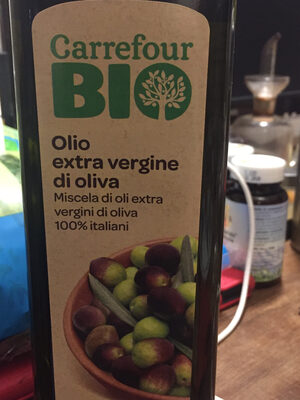 Carrefour
BIO
Olio
extra vergine
di oliva
Miscela di oli extra
vergini di oliva
100% italiani